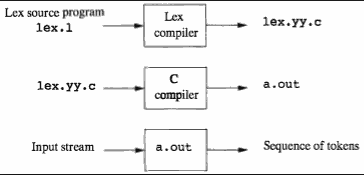 Lex source program
lex.l
Lex
compiler
lex.yy.c
lex.yy.c
C
compiler
a.out
Input stream
a.out
Sequence of tokens